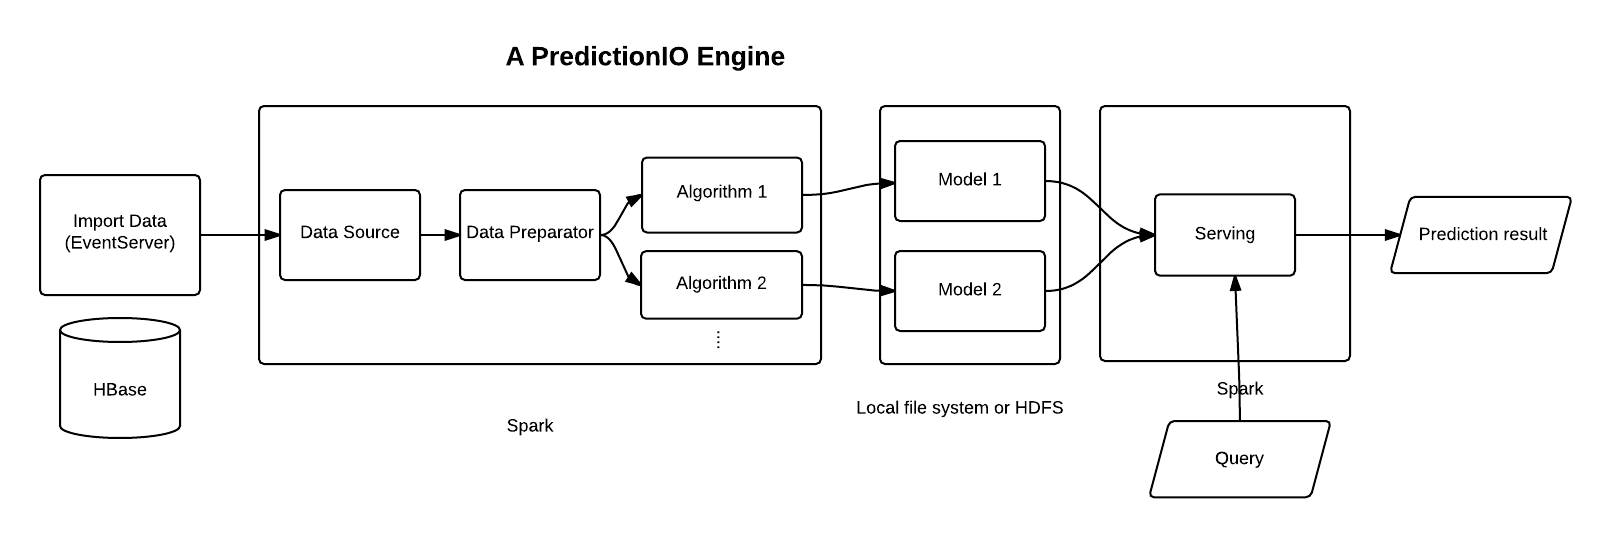 A PredictionIO Engine
Import Data
(EventServer)
HBase
Data Source
Data Preparator
Algorithm 1
Algorithm 2
Spark
Model 1
Model 2
Local file system or HDFS
Serving
Spark
Query
Prediction result